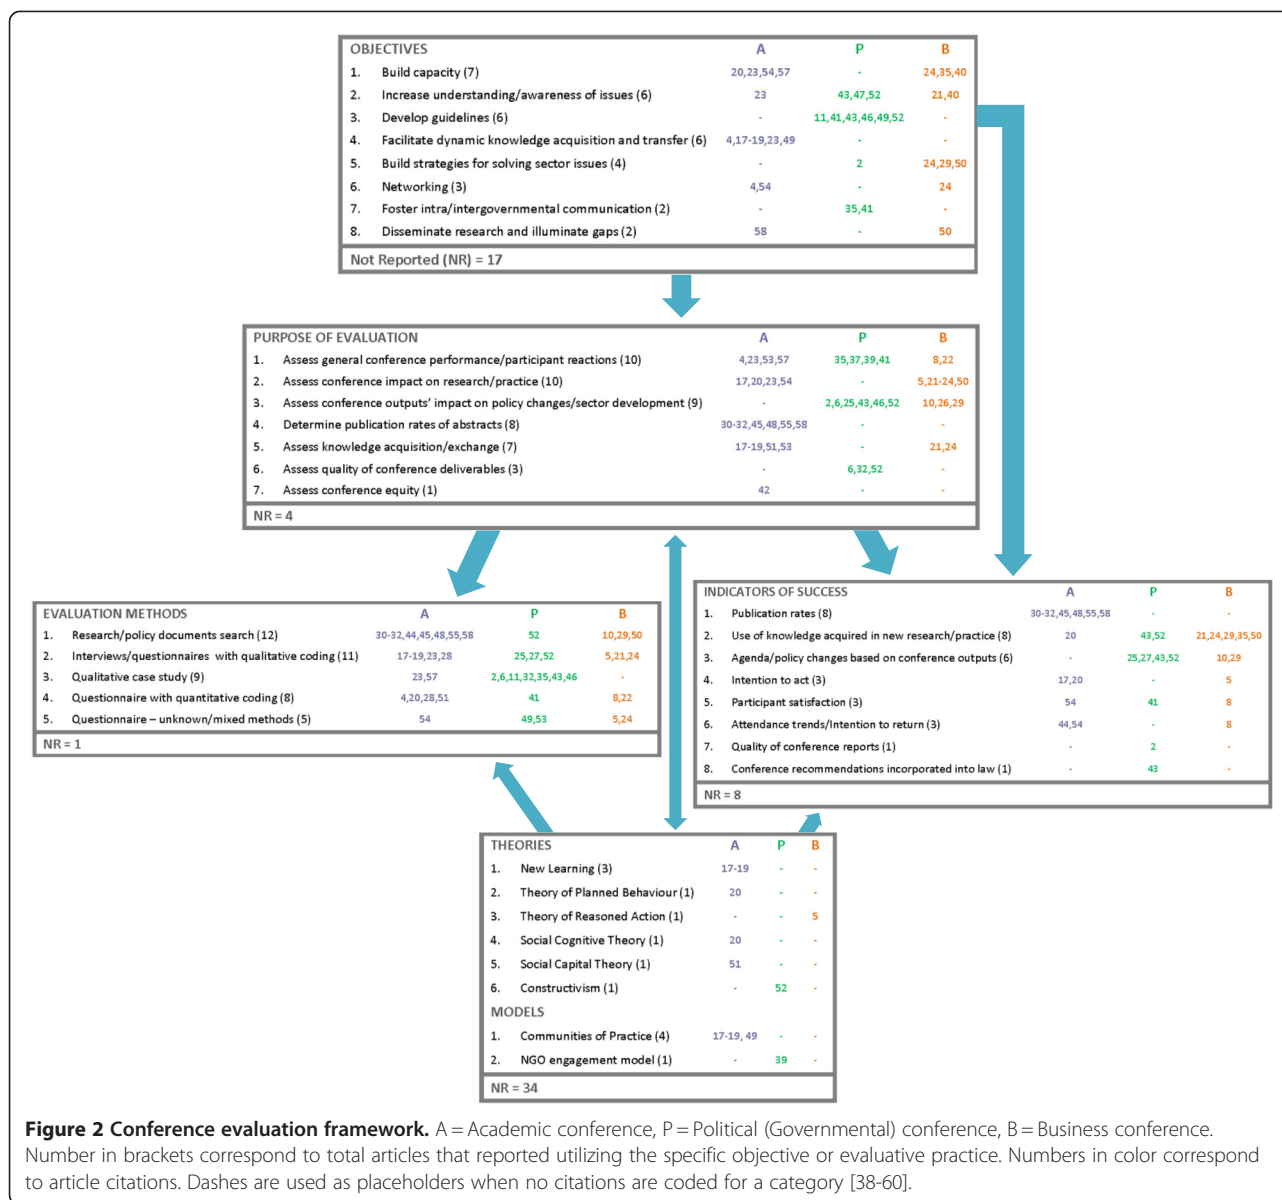 OBJECTIVES A P B
1. Build capacity (7) 20,23,54,57 - 24,35,40
2. Increase understanding/awareness of issues (6) 23 43,47,52 21,40
3. Develop guidelines (6) - 11,41,43,46,49,52 -
4. Facilitate dynamic knowledge acquisition and transfer (6) 4,17-19,23,49 - -
5. Build strategies for solving sector issues (4) - 2 24,29,50
6. Networking (3) 4,54 - 24
7. Foster intra/intergovernmental communication (2) - 35,41 -
8. Disseminate research and illuminate gaps (2) 58 - 50
Not Reported (NR) = 17
PURPOSE OF EVALUATION A P B
1. Assess general conference performance/participant reactions (10) 4,23,53,57 35,37,39,41 8,22
2. Assess conference impact on research/practice (10) 17,20,23,54 - 5,21-24,50
3. Assess conference outputs' impact on policy changes/sector development (9) - 2,6,25,43,46,52 10,26,29
4. Determine publication rates of abstracts (8) 30-32,45,48,55,58 - -
5. Assess knowledge acquisition/exchange (7) 17-19,51,53 - 21,24
6. Assess quality of conference deliverables (3) - 6,32,52 -
7. Assess conference equity (1) 42 - -
NR = 4
EVALUATION METHODS A P B
1. Research/policy documents search (12) 30-32,44,45,48,55,58 52 10,29,50
2. Interviews/questionnaires with qualitative coding (11) 17-19,23,28 25,27,52 5,21,24
3. Qualitative case study (9) 23,57 2,6,11,32,35,43,46 -
4. Questionnaire with quantitative coding (8) 4,20,28,51 41 8,22
5. Questionnaire – unknown/mixed methods (5) 54 49,53 5,24
NR = 1
INDICATORS OF SUCCESS A P B
1. Publication rates (8) 30-32,45,48,55,58 - -
2. Use of knowledge acquired in new research/practice (8) 20 43,52 21,24,29,35,50
3. Agenda/policy changes based on conference outputs (6) - 25,27,43,52 10,29
4. Intention to act (3) 17,20 - 5
5. Participant satisfaction (3) 54 41 8
6. Attendance trends/Intention to return (3) 44,54 - 8
7. Quality of conference reports (1) - 2 -
8. Conference recommendations incorporated into law (1) - 43 -
NR = 8
THEORIES A P B
1. New Learning (3) 17-19 - -
2. Theory of Planned Behaviour (1) 20 - -
3. Theory of Reasoned Action (1) - - 5
4. Social Cognitive Theory (1) 20 - -
5. Social Capital Theory (1) 51 - -
6. Constructivism (1) - 52 -
MODELS
1. Communities of Practice (4) 17-19, 49 - -
2. NGO engagement model (1) - 39 -
NR = 34
Figure 2 Conference evaluation framework. A = Academic conference, P = Political (Governmental) conference, B = Business conference.
Number in brackets correspond to total articles that reported utilizing the specific objective or evaluative practice. Numbers in color correspond
to article citations. Dashes are used as placeholders when no citations are coded for a category [38-60].